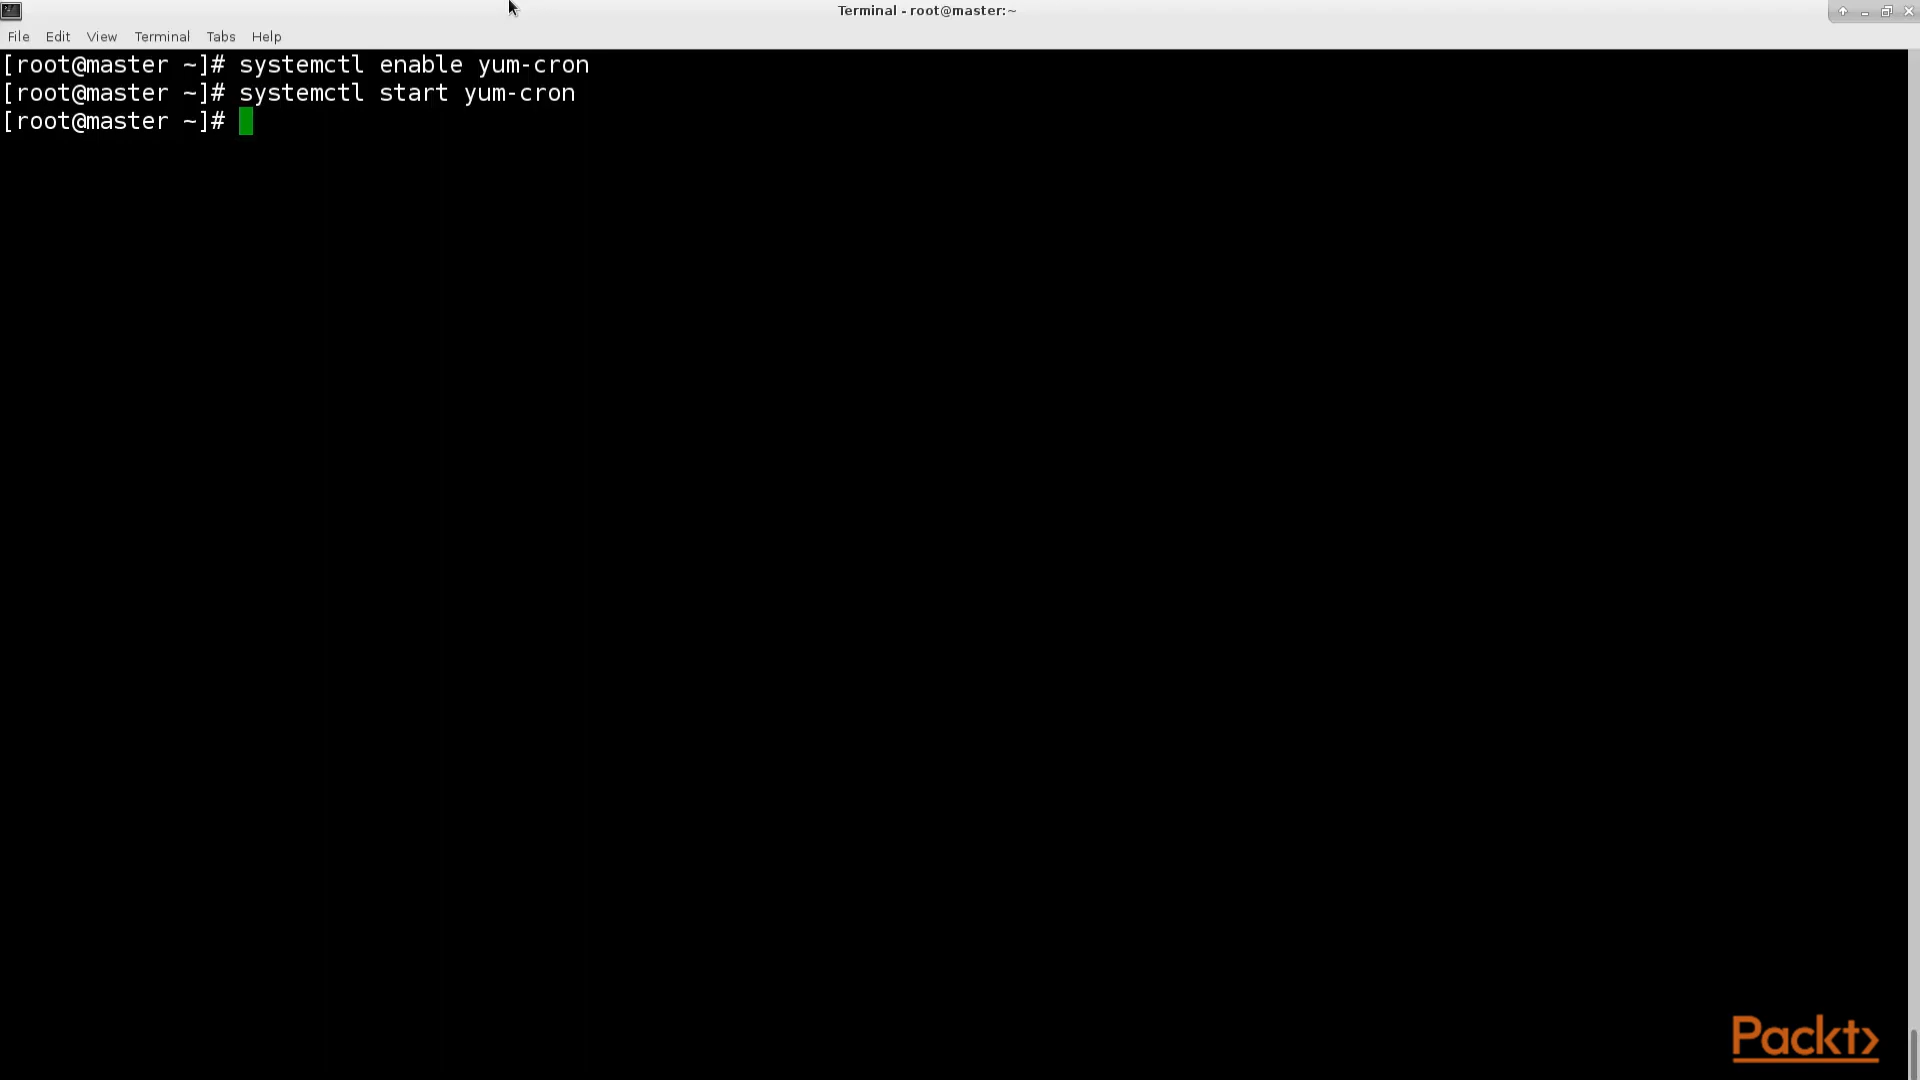 Terminal - root@master:~
File Edit View Terminal Tabs Help
[root@master ~]# systemctl enable yum-cron
[root@master ~]# systemctl start yum-cron
[root@master ~]#
Packt>